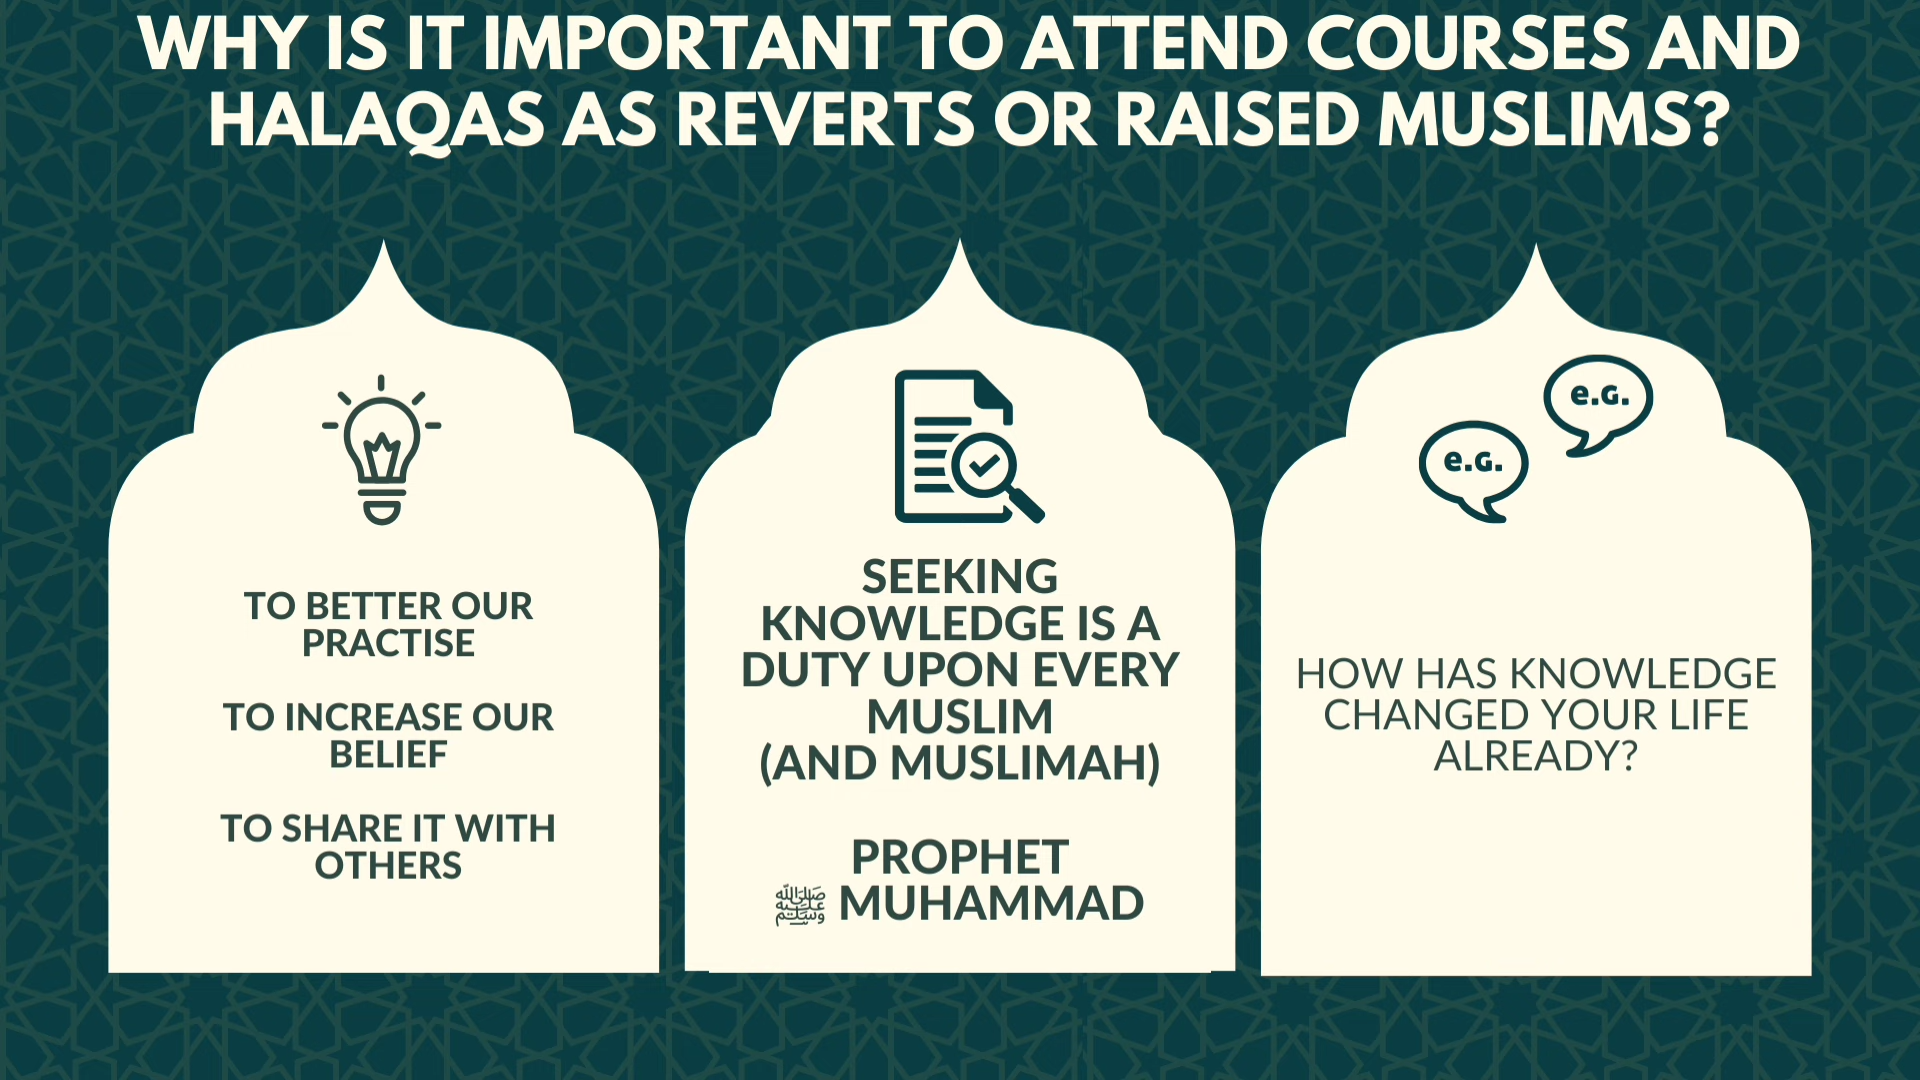 WHY IS IT IMPORTANT TO ATTEND COURSES AND
HALAQAS AS REVERTS OR RAISED MUSLIMS?
TO BETTER OUR
PRACTISE
TO INCREASE OUR
BELIEF
TO SHARE IT WITH
OTHERS
SEEKING
KNOWLEDGE IS A
DUTY UPON EVERY
MUSLIM
(AND MUSLIMAH)
PROPHET
ﷺ MUHAMMAD
e.G.
e.G.
HOW HAS KNOWLEDGE
CHANGED YOUR LIFE
ALREADY?